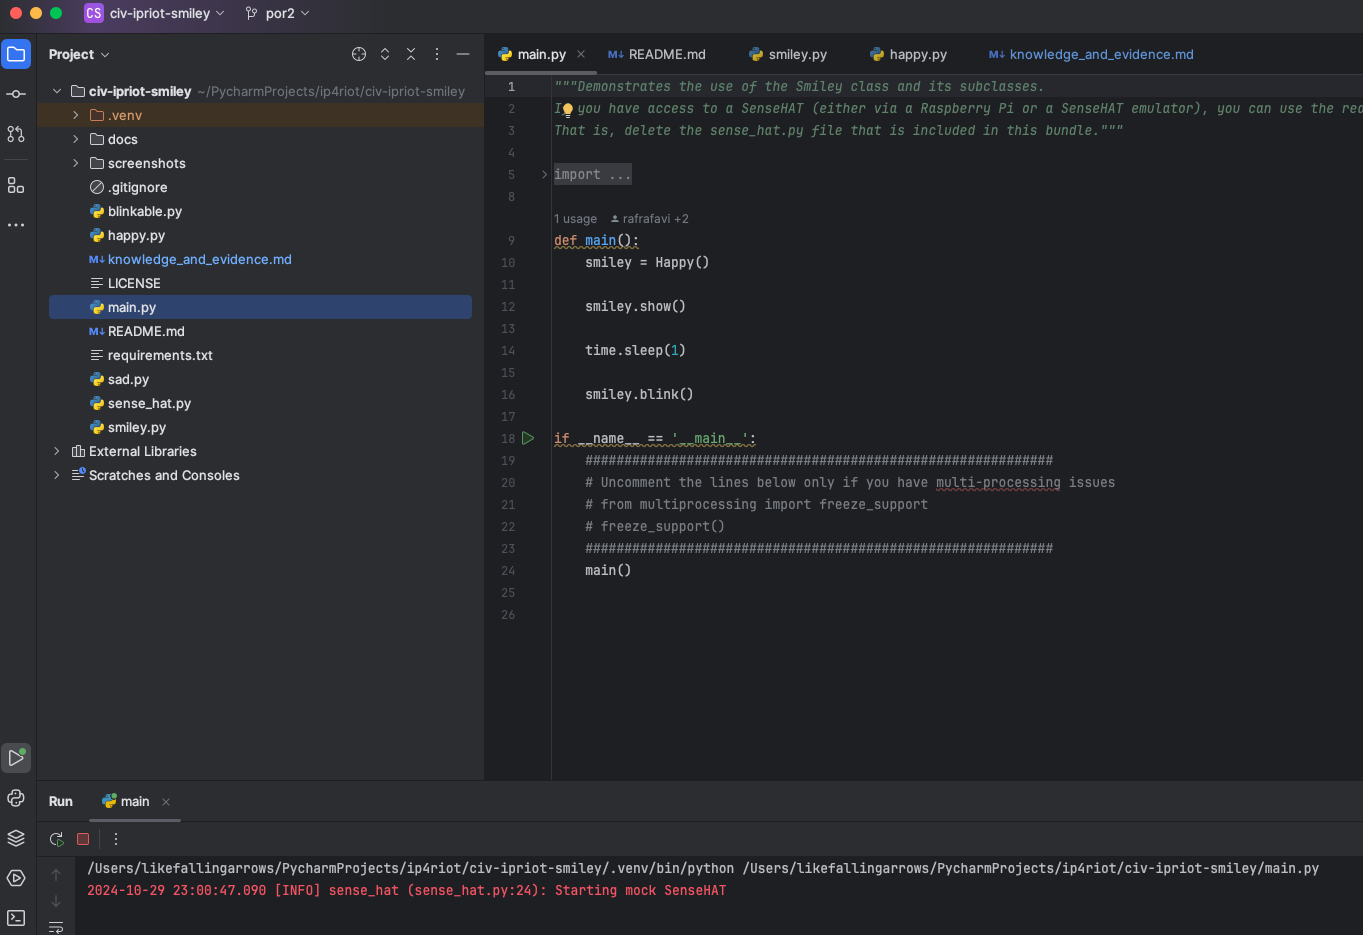 CS civ-ipriot-smiley por2
Project
civ-ipriot-smiley ~/PycharmProjects/ip4riot/civ-ipriot-smiley
.venv
docs
screenshots
.gitignore
blinkable.py
happy.py
M↓ knowledge_and_evidence.md
LICENSE
main.py
M↓ README.md
requirements.txt
sad.py
sense_hat.py
smiley.py
External Libraries
Scratches and Consoles
main.py M↓ README.md smiley.py happy.py M↓ knowledge_and_evidence.md
1 """Demonstrates the use of the Smiley class and its subclasses.
2 I you have access to a SenseHAT (either via a Raspberry Pi or a SenseHAT emulator), you can use the rea
3 That is, delete the sense_hat.py file that is included in this bundle."""
4
5 import ...
8
1 usage rafrafavi +2
9 def main():
10 smiley = Happy()
11
12 smiley.show()
13
14 time.sleep(1)
15
16 smiley.blink()
17
18 if __name__ == '__main__':
19 ############################################################
20 # Uncomment the lines below only if you have multi-processing issues
21 # from multiprocessing import freeze_support
22 # freeze_support()
23 ############################################################
24 main()
25
26
Run main
/Users/likefallingarrows/PycharmProjects/ip4riot/civ-ipriot-smiley/.venv/bin/python /Users/likefallingarrows/PycharmProjects/ip4riot/civ-ipriot-smiley/main.py
2024-10-29 23:00:47.090 [INFO] sense_hat (sense_hat.py:24): Starting mock SenseHAT